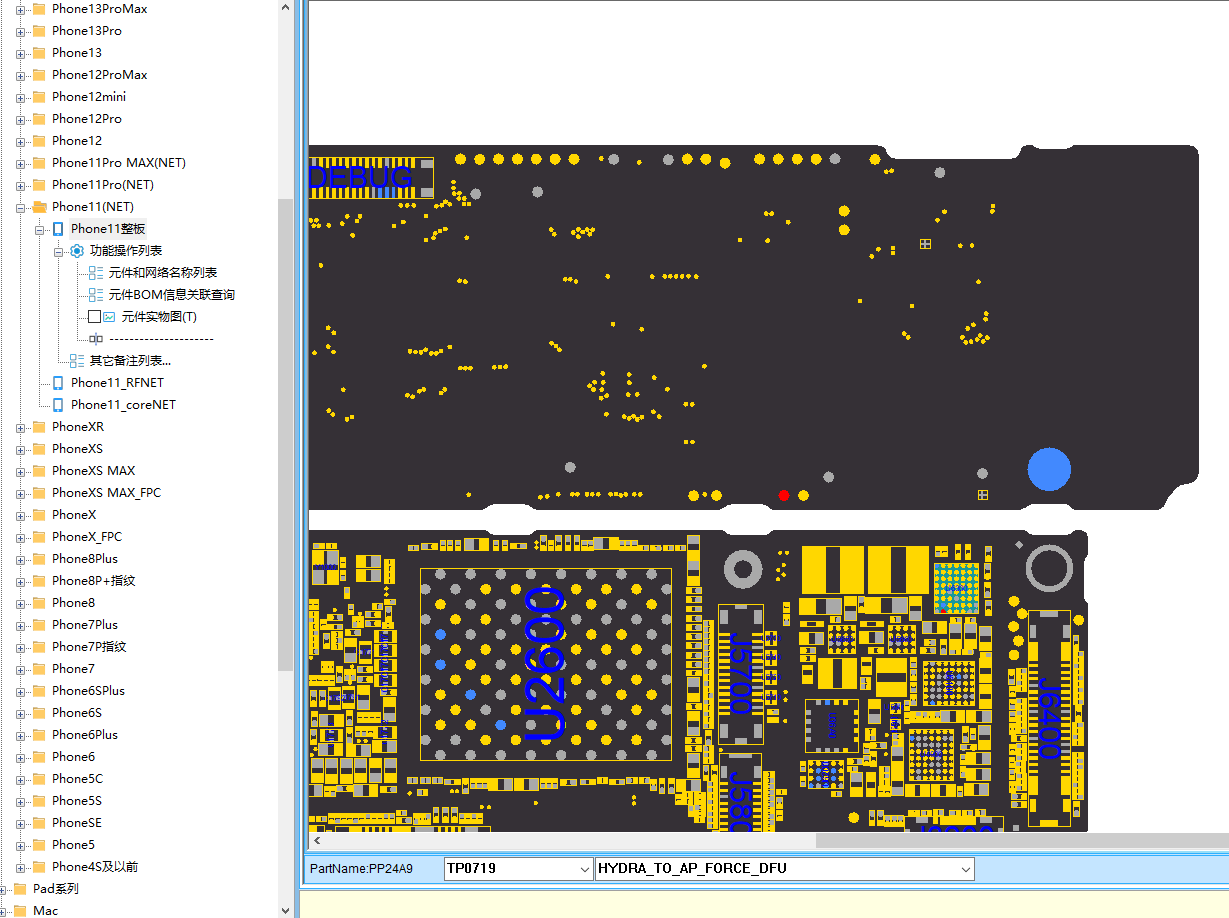 Phone13ProMax
Phone13Pro
Phone13
Phone12ProMax
Phone12mini
Phone12Pro
Phone12
Phone11Pro MAX(NET)
Phone11Pro(NET)
Phone11(NET)
Phone11整板
功能操作列表
元件和网络名称列表
元件BOM信息关联查询
元件实物图(T)
----------------------
其它备注列表...
Phone11_RFNET
Phone11_coreNET
PhoneXR
PhoneXS
PhoneXS MAX
PhoneXS MAX_FPC
PhoneX
PhoneX_FPC
Phone8Plus
Phone8P+指纹
Phone8
Phone7Plus
Phone7P指纹
Phone7
Phone6SPlus
Phone6S
Phone6Plus
Phone6
Phone5C
Phone5S
PhoneSE
Phone5
Phone4S及以前
Pad系列
Mac
DEBUG
U2600
J5700
J6400
PartName:PP24A9
TP0719
HYDRA_TO_AP_FORCE_DFU